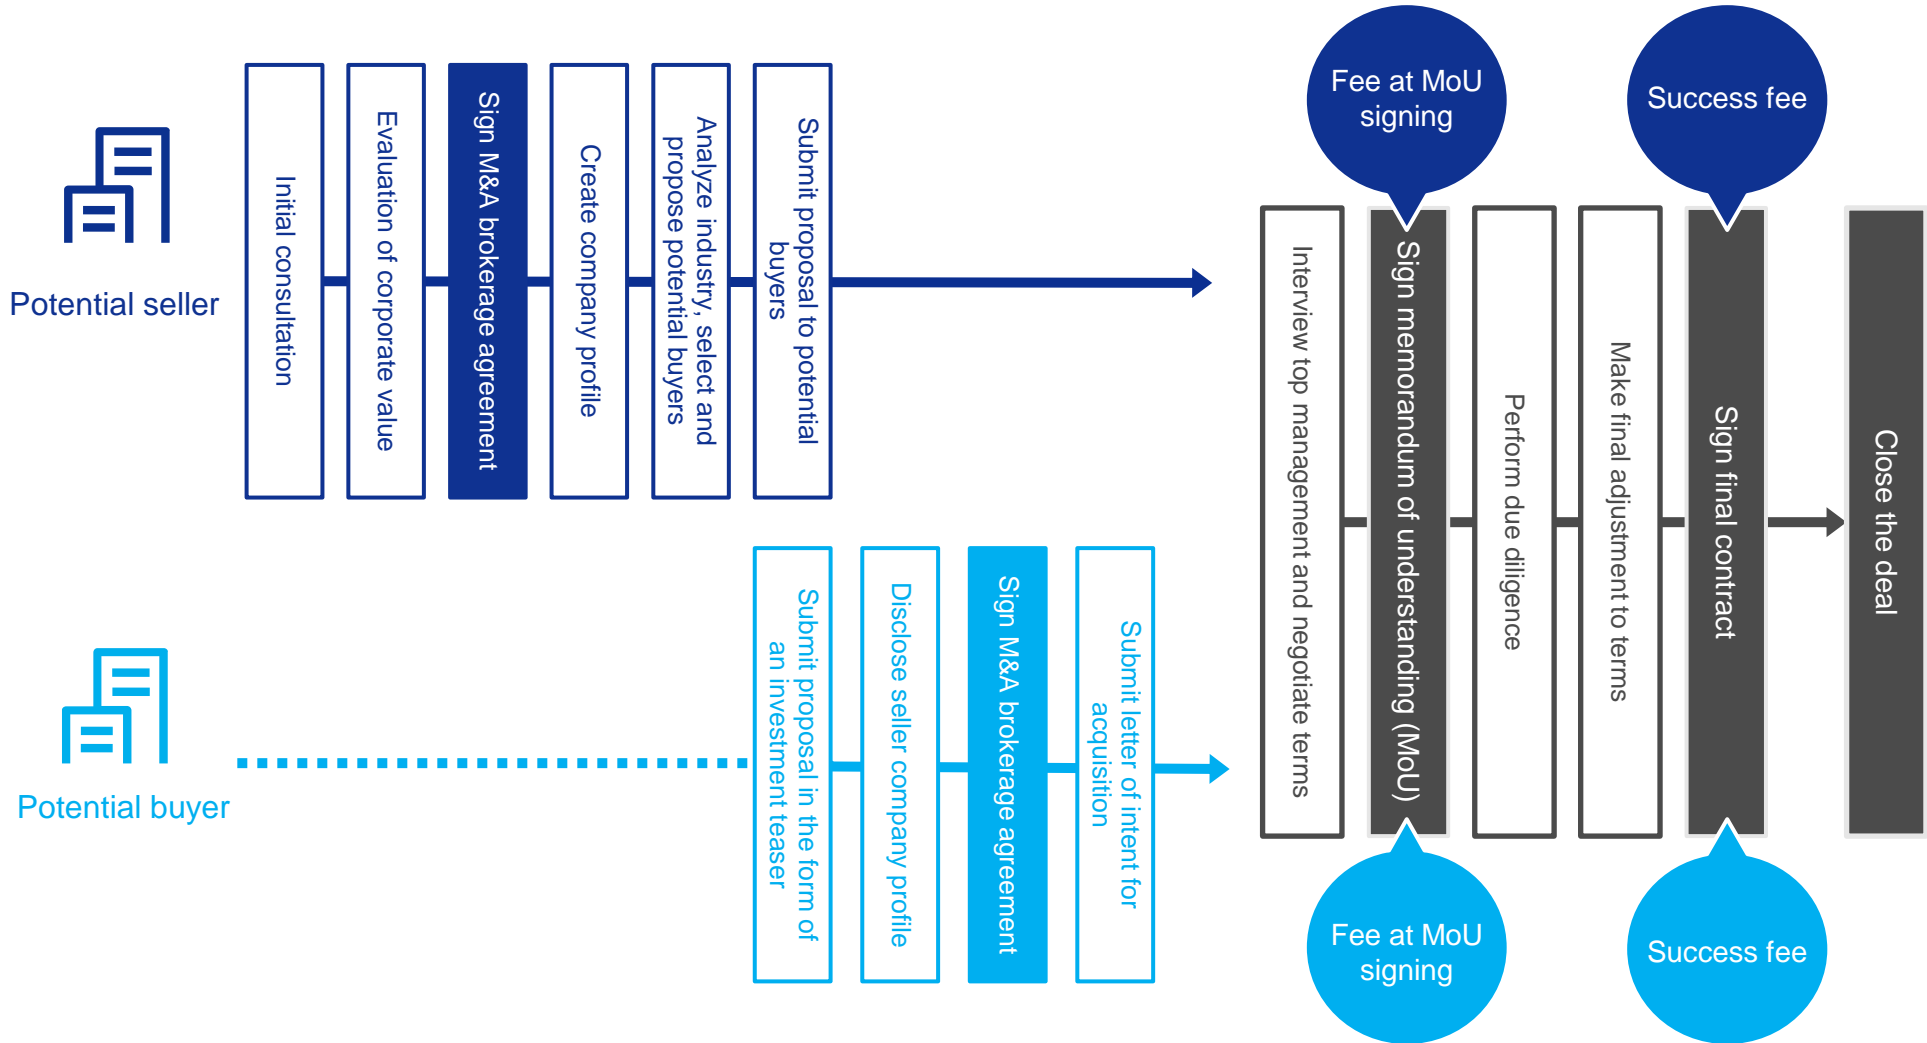 Potential seller
Initial consultation
Evaluation of corporate value
Sign M&A brokerage agreement
Create company profile
Analyze industry, select and
propose potential buyers
Submit proposal to potential
buyers
Potential buyer
Submit proposal in the form of
an investment teaser
Disclose seller company profile
Sign M&A brokerage agreement
Submit letter of intent for
acquisition
Fee at MoU
signing
Success fee
Interview top management and negotiate terms
Sign memorandum of understanding (MoU)
Perform due diligence
Make final adjustment to terms
Sign final contract
Close the deal
Fee at MoU
signing
Success fee